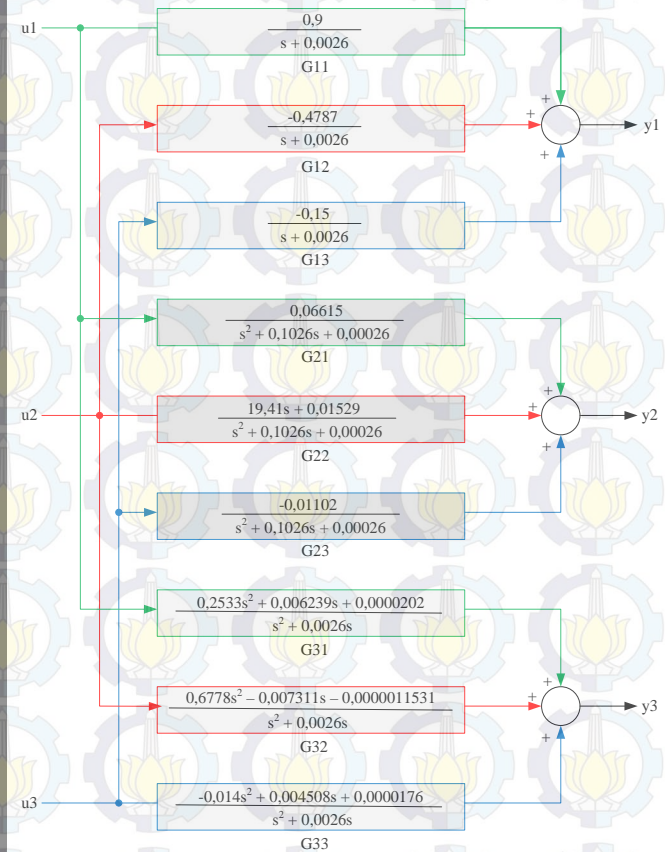 u1
0,9
s + 0,0026
G11
+
-0,4787
s + 0,0026
G12
+
y1
+
-0,15
s + 0,0026
G13
0,06615
s² + 0,1026s + 0,00026
G21
+
u2
19,41s + 0,01529
s² + 0,1026s + 0,00026
G22
+
y2
+
-0,01102
s² + 0,1026s + 0,00026
G23
0,2533s² + 0,006239s + 0,0000202
s² + 0,0026s
G31
+
0,6778s² – 0,007311s – 0,0000011531
s² + 0,0026s
G32
+
y3
+
u3
-0,014s² + 0,004508s + 0,0000176
s² + 0,0026s
G33